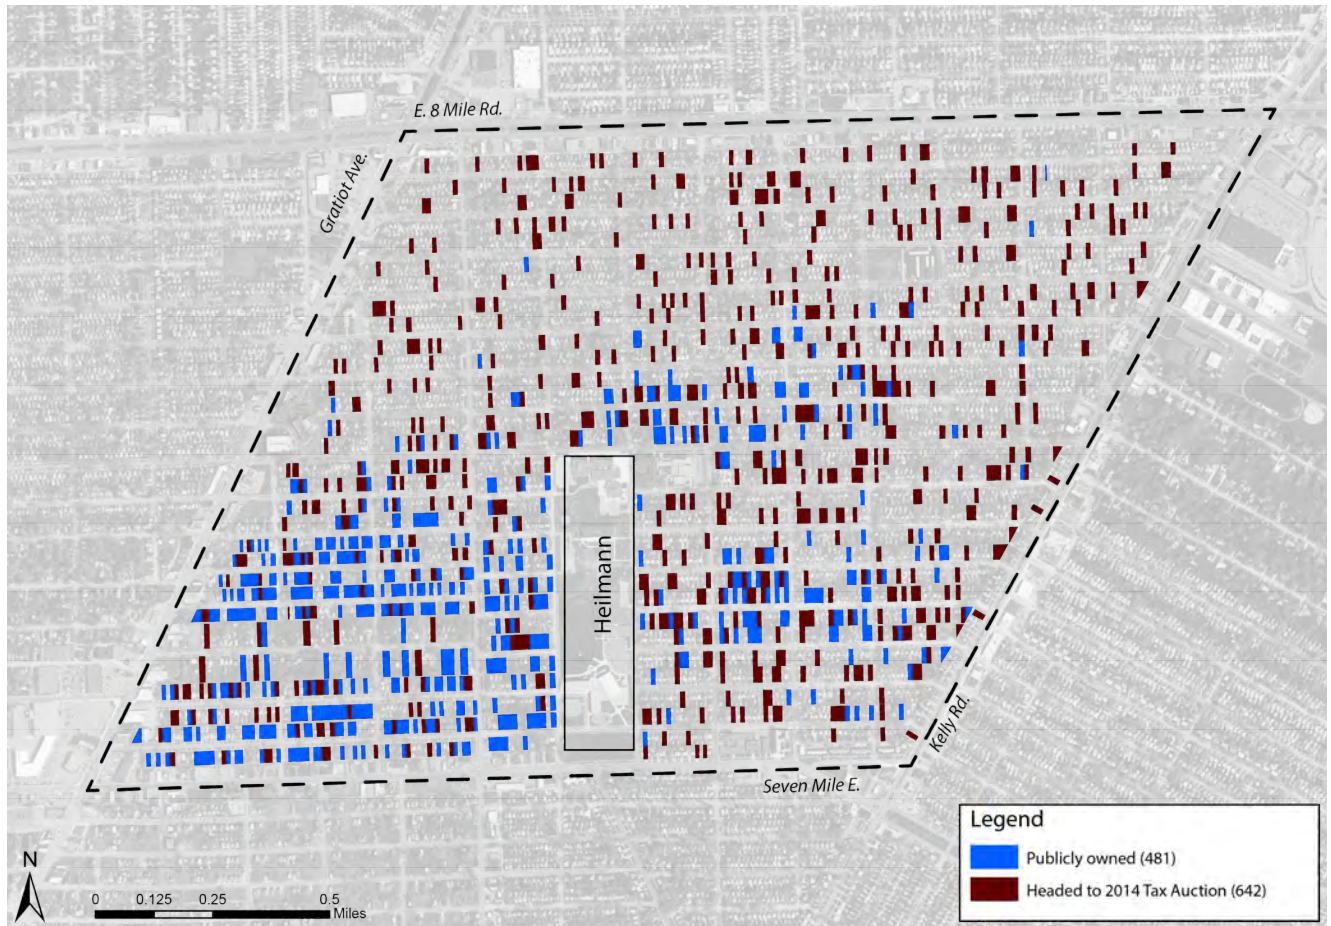 E. 8 Mile Rd.
Gratiot Ave.
Heilmann
Kelly Rd.
Seven Mile E.
Legend
Publicly owned (481)
Headed to 2014 Tax Auction (642)
N
0 0.125 0.25 0.5
Miles